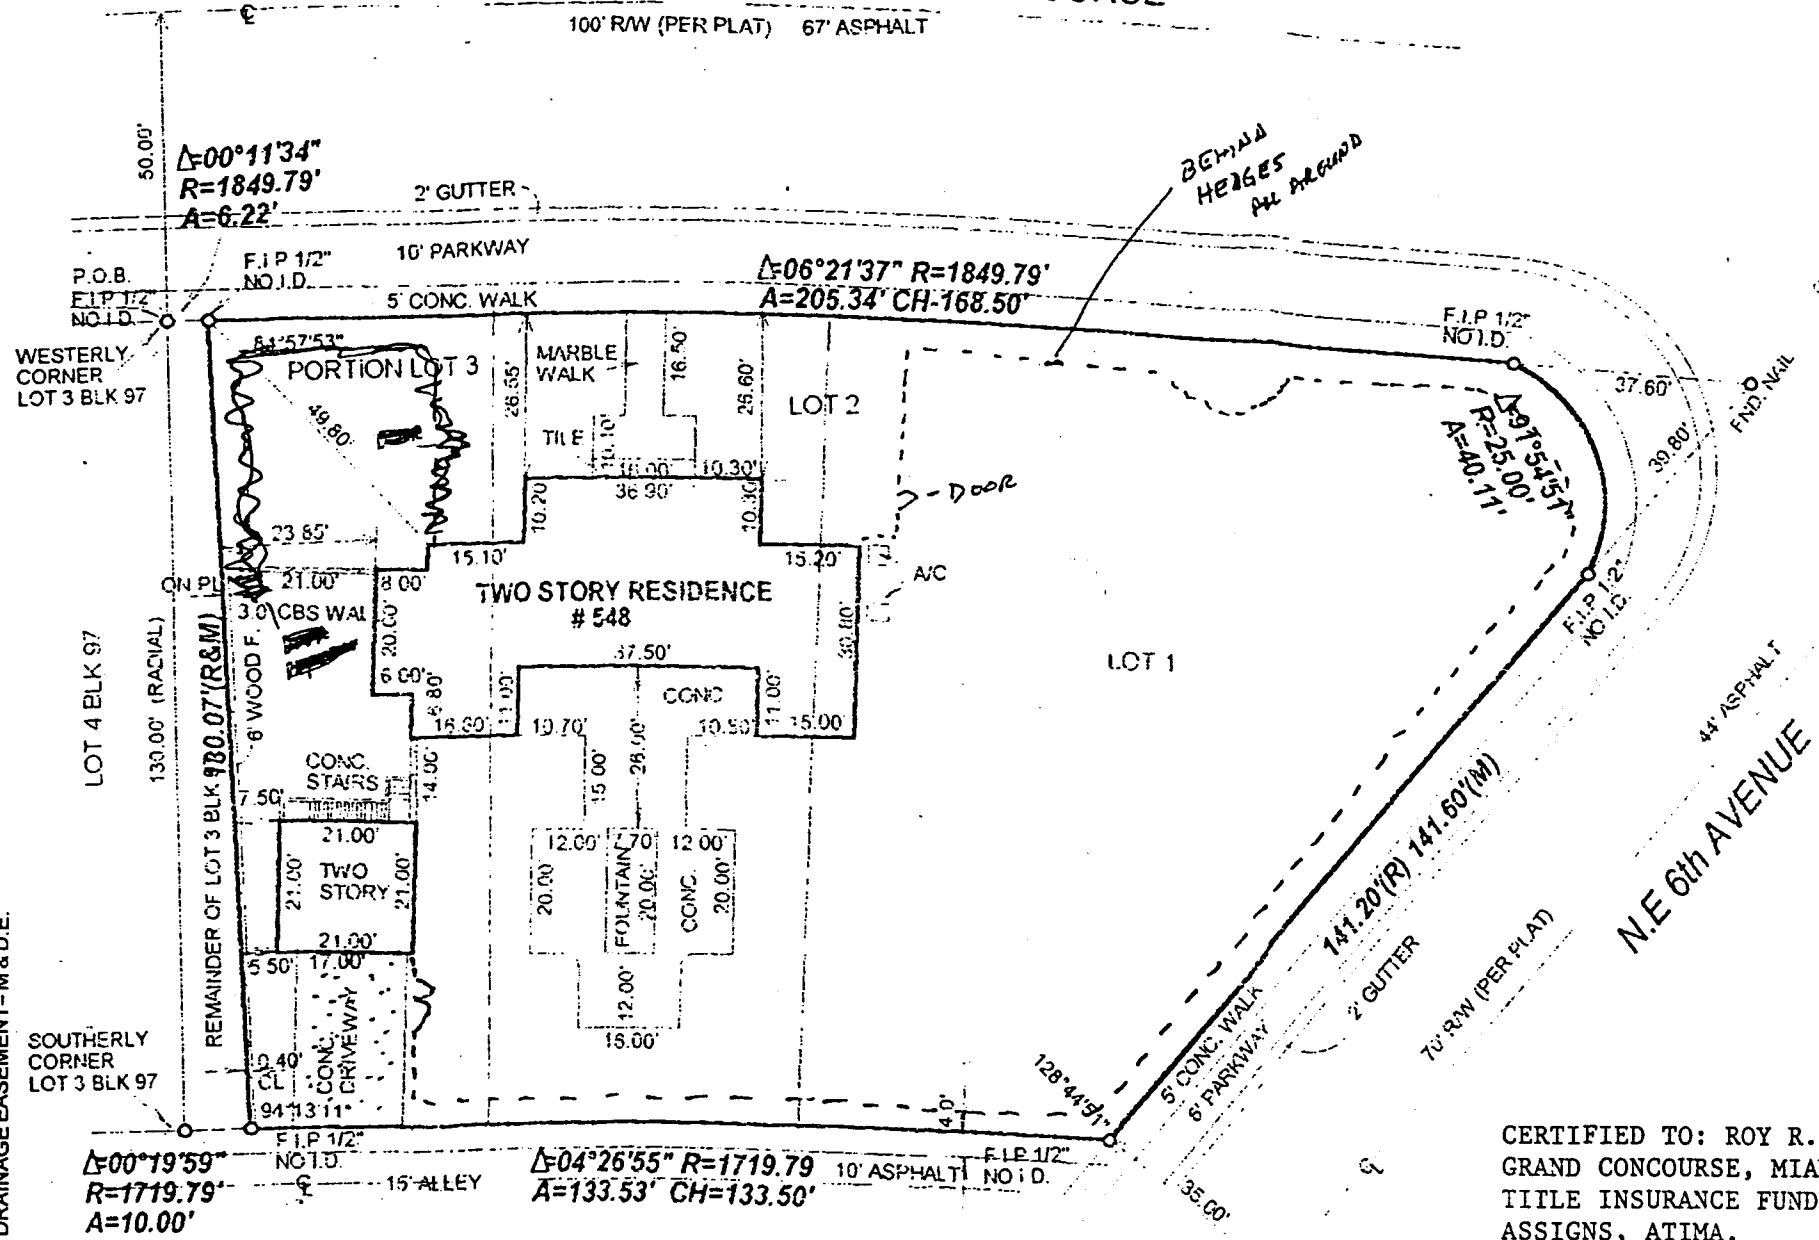 100' R/W (PER PLAT) 67' ASPHALT
50.00'
Δ=00°11'34"
R=1849.79'
A=6.22'
2' GUTTER
BEHIND
HEDGES
ALL AROUND
10' PARKWAY
F.I.P 1/2"
NO I.D.
P.O.B.
F.I.P 1/2"
NO I.D.
5' CONC. WALK
Δ=06°21'37" R=1849.79'
A=205.34' CH-168.50'
F.I.P 1/2"
NO I.D.
WESTERLY
CORNER
LOT 3 BLK 97
84°57'53"
PORTION LOT 3
MARBLE
WALK
16.50'
26.60'
LOT 2
37.60'
FND. NAIL
39.80'
Δ=91°54'51"
R=25.00'
A=40.11'
49.80'
TILE
10.10'
10.30'
36.90'
10.20'
10.30'
DOOR
23.85'
15.10'
15.20'
A/C
ON PL
21.00'
8.00'
3.0' CBS WAL
TWO STORY RESIDENCE
# 548
20.00'
30.80'
F.I.P 1/2"
NO I.D.
LOT 4 BLK 97
130.00' (RADIAL)
130.07'(R&M)
6' WOOD F.
37.50'
LOT 1
6.00'
CONC
11.00'
11.00'
16.60'
10.70'
10.50'
15.00'
44' ASPHALT
N.E 6th AVENUE
CONC.
STAIRS
14.00'
15.00'
26.00'
7.50'
21.00'
12.00'
12.00'
141.20'(R) 141.60'(M)
REMAINDER OF LOT 3 BLK 97
21.00'
TWO
STORY
21.00'
20.00'
FOUNTAIN
20.00'
CONC.
20.00'
21.00'
5.50'
17.00'
2' GUTTER
70' R/W (PER PLAT)
DRAINAGE EASEMENT = M & D.E.
CONC.
DRIVEWAY
12.00'
16.00'
5' CONC. WALK
6' PARKWAY
SOUTHERLY
CORNER
LOT 3 BLK 97
0.40'
CL
94°13'11"
128°44'51"
4.0'
F.I.P 1/2"
NO I.D.
F.I.P 1/2"
NO I.D.
Δ=00°19'59"
R=1719.79'
A=10.00'
15' ALLEY
Δ=04°26'55" R=1719.79
A=133.53' CH=133.50'
10' ASPHALT
35.00'
CERTIFIED TO: ROY R.
GRAND CONCOURSE, MIA
TITLE INSURANCE FUND
ASSIGNS, ATIMA.